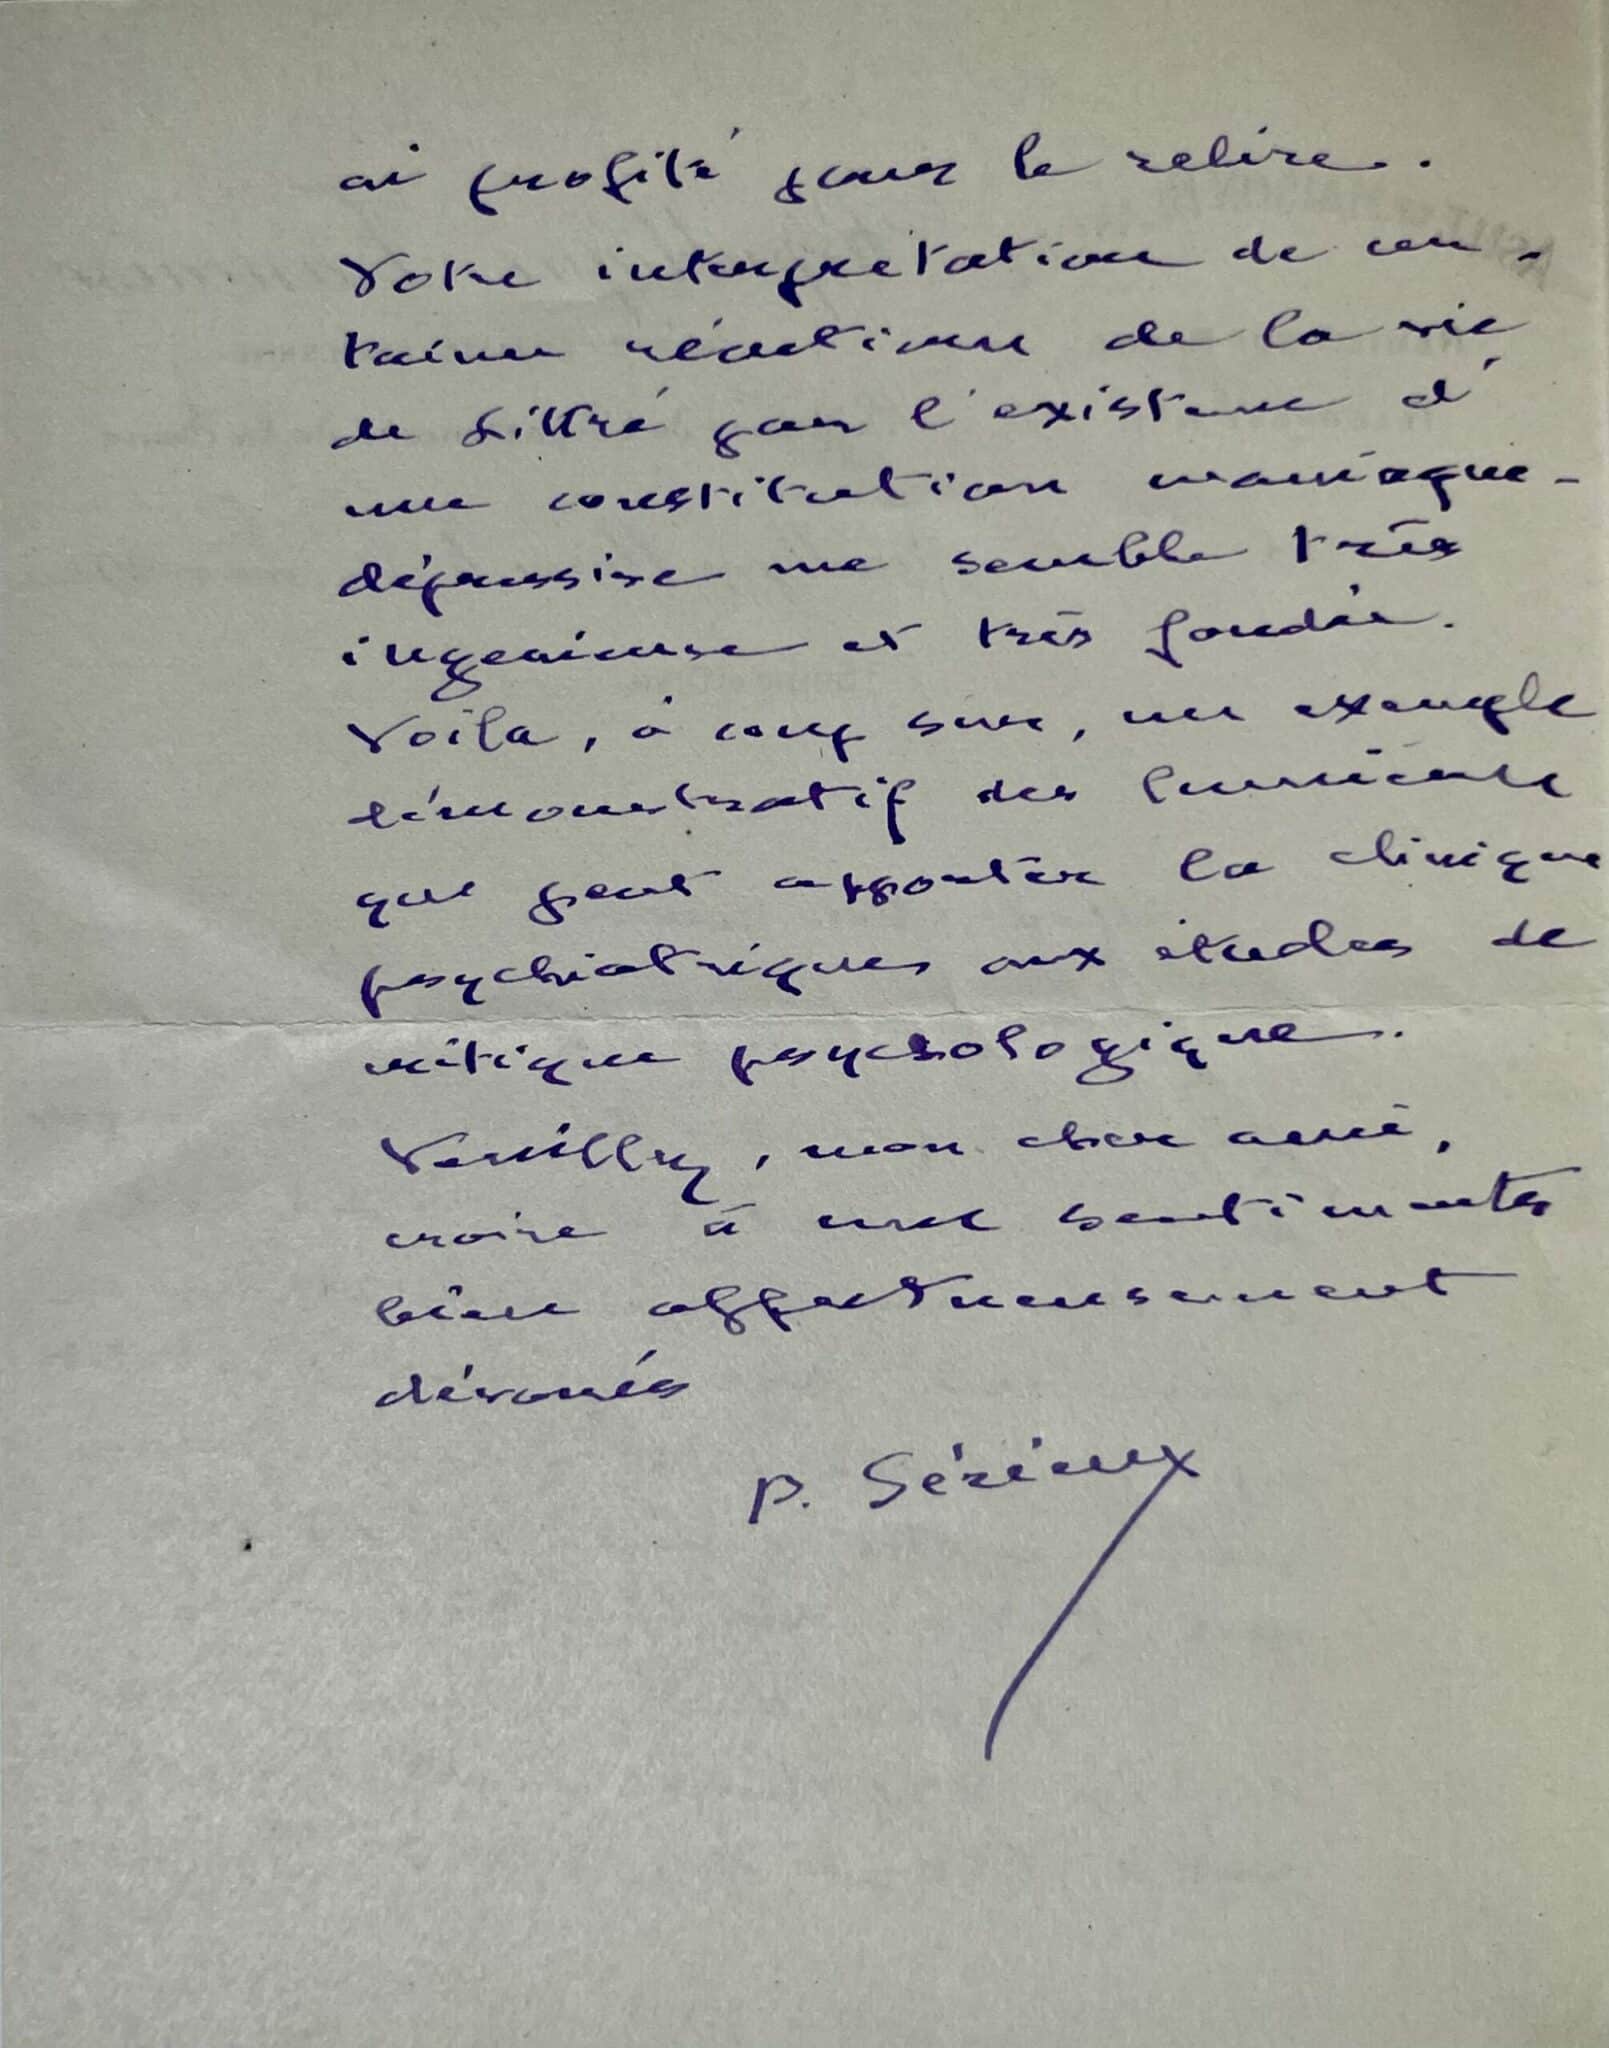 ai profité pour le relire.
Votre interprétation de cer-
taines réactions de la vie
de Littré par l'existence d'
une constitution maniaque-
dépressive me semble très
ingénieuse et très fondée.
Voila, à coup sur, un exemple
démonstratif des lumières
que peut apporter la clinique
psychiatriques aux études de
critique psychologique.
Veuillez, mon cher ami,
croire à mes sentiments
bien affectueusement
dévoués
P. Sérieux